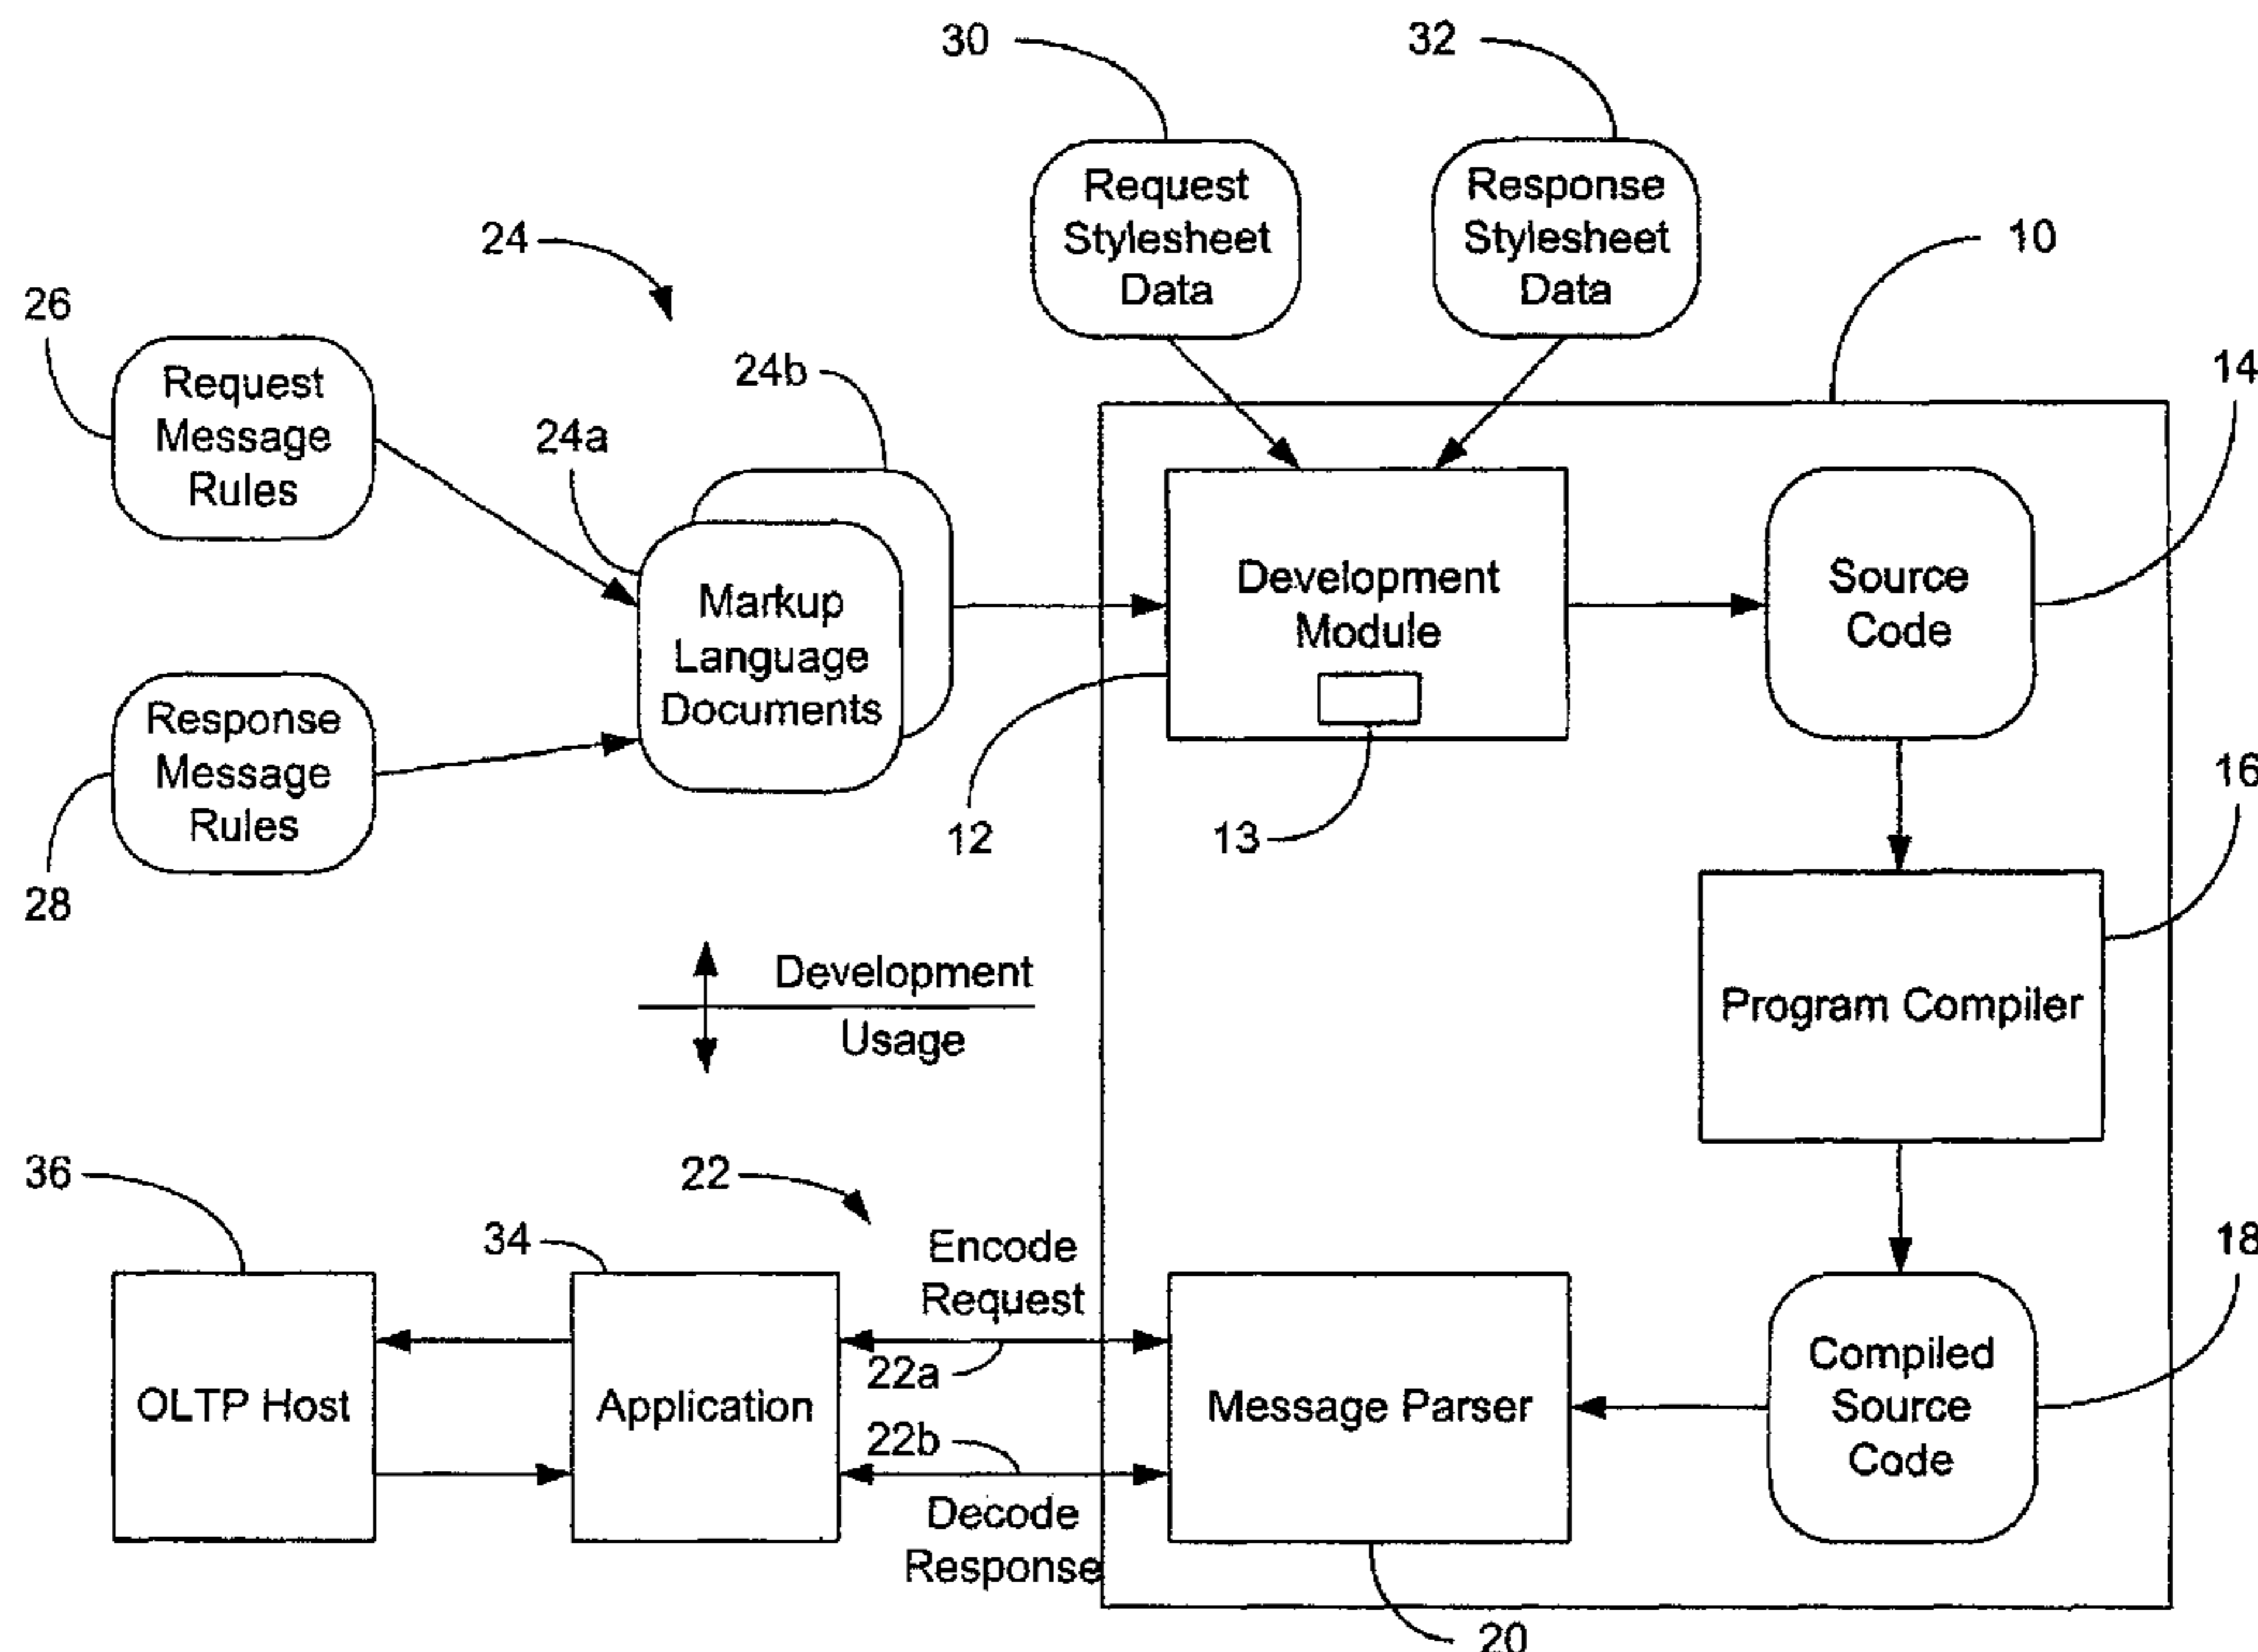 30
32
Request
Stylesheet
Data
Response
Stylesheet
Data
10
24
26
24b
14
24a
Request
Message
Rules
Markup
Language
Documents
Development
Module
Source
Code
Response
Message
Rules
12
13
16
28
Development
Usage
Program Compiler
36
22
34
18
Encode
Request
22a
OLTP Host
Application
Message Parser
Compiled
Source
Code
22b
Decode
Response
20